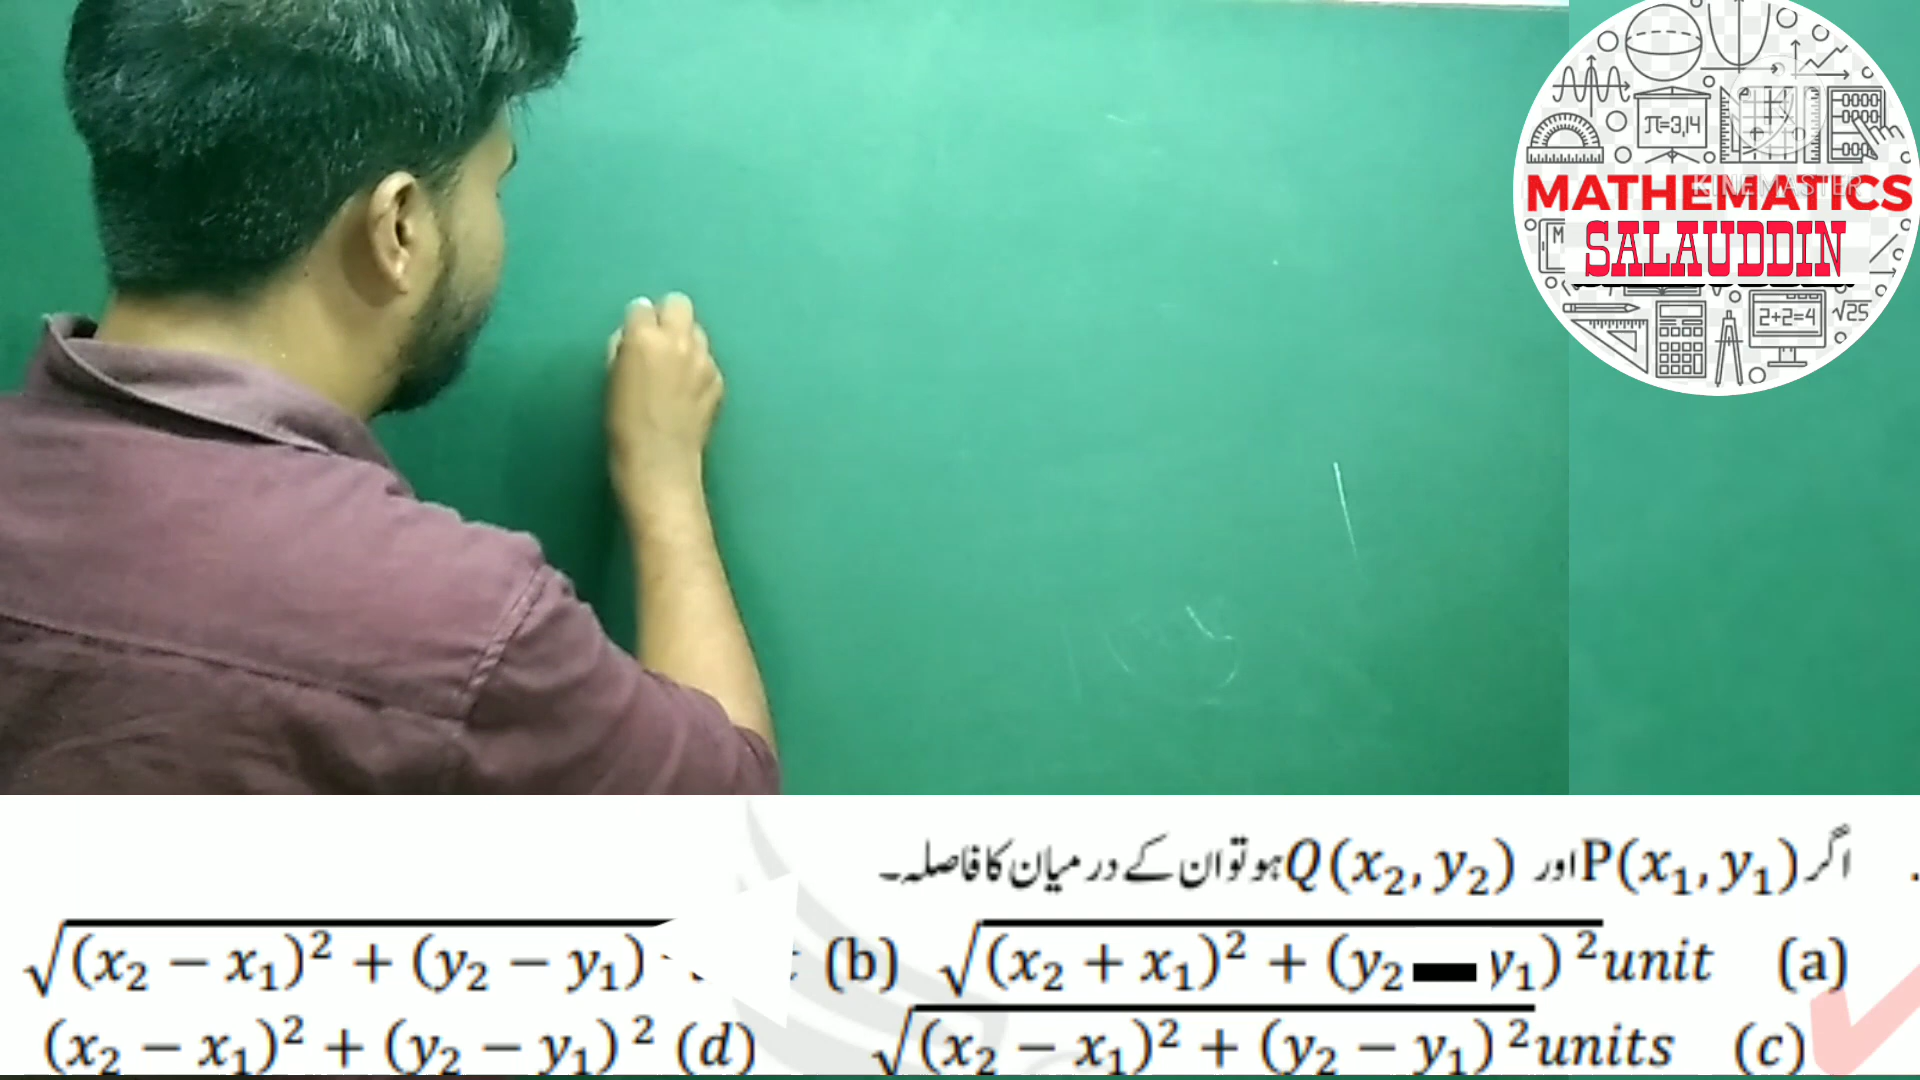 π=3,14
MATHEMATICS
KINEMASTER
SALAUDDIN
2+2=4 √25
اگر P(x₁, y₁) اور Q(x₂, y₂) ہو تو ان کے درمیان کا فاصلہ۔
(a) √(x₂ + x₁)² + (y₂ − y₁)² unit (b) √(x₂ − x₁)² + (y₂ − y₁)
(c) √(x₂ − x₁)² + (y₂ − y₁)² units (d) (x₂ − x₁)² + (y₂ − y₁)²